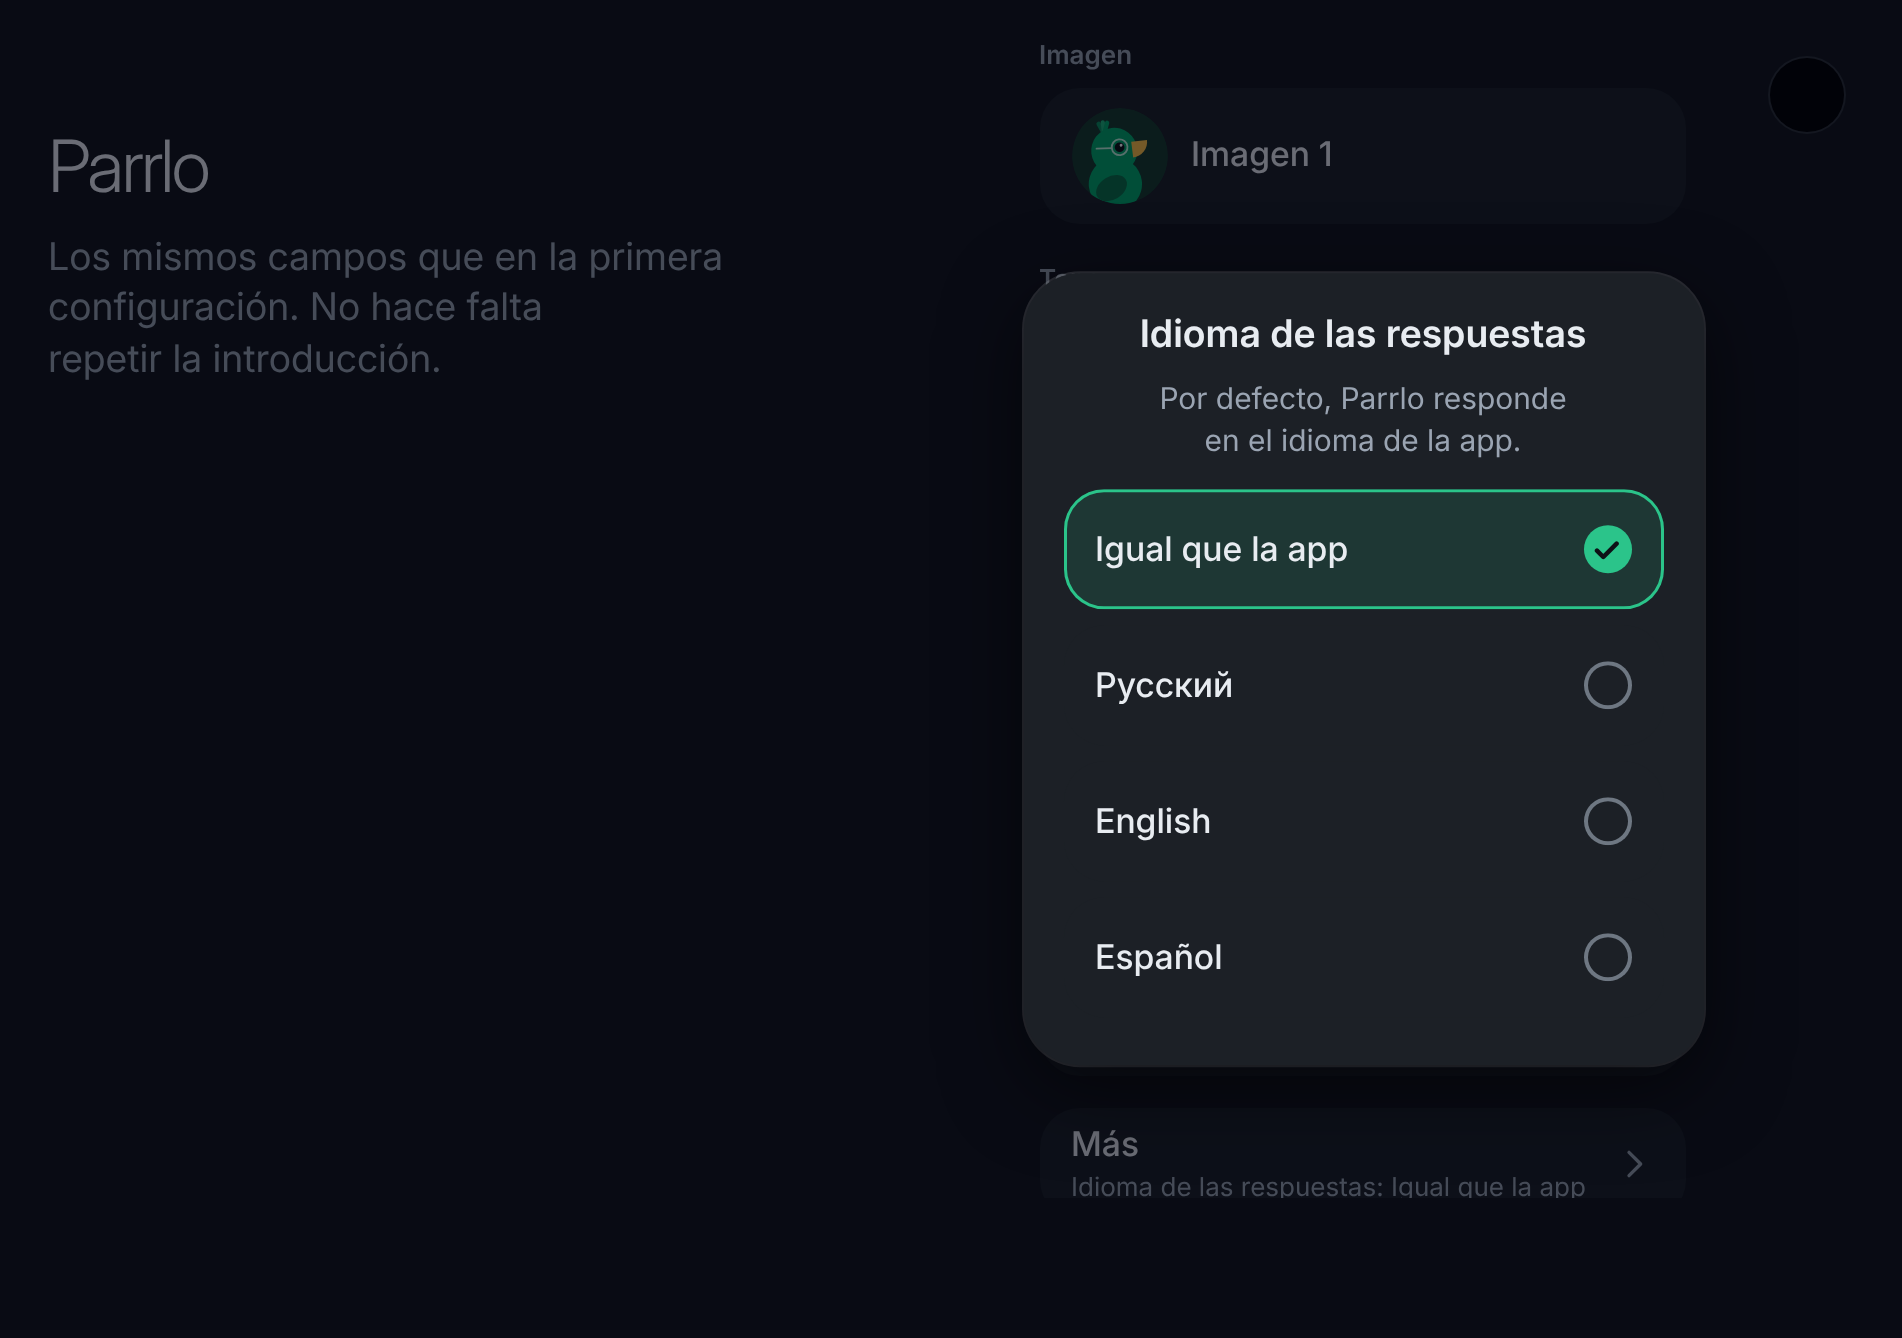 Parrlo
Los mismos campos que en la primera
configuración. No hace falta
repetir la introducción.
Imagen
Imagen 1
Idioma de las respuestas
Por defecto, Parrlo responde
en el idioma de la app.
Igual que la app
Русский
English
Español
Más
Idioma de las respuestas: Igual que la app